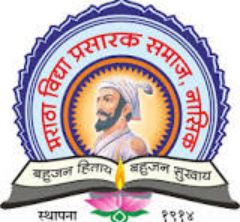 मराठा विद्या प्रसारक समाज, नासिक
बहुजन हिताय बहुजन सुखाय
स्थापना १९१४